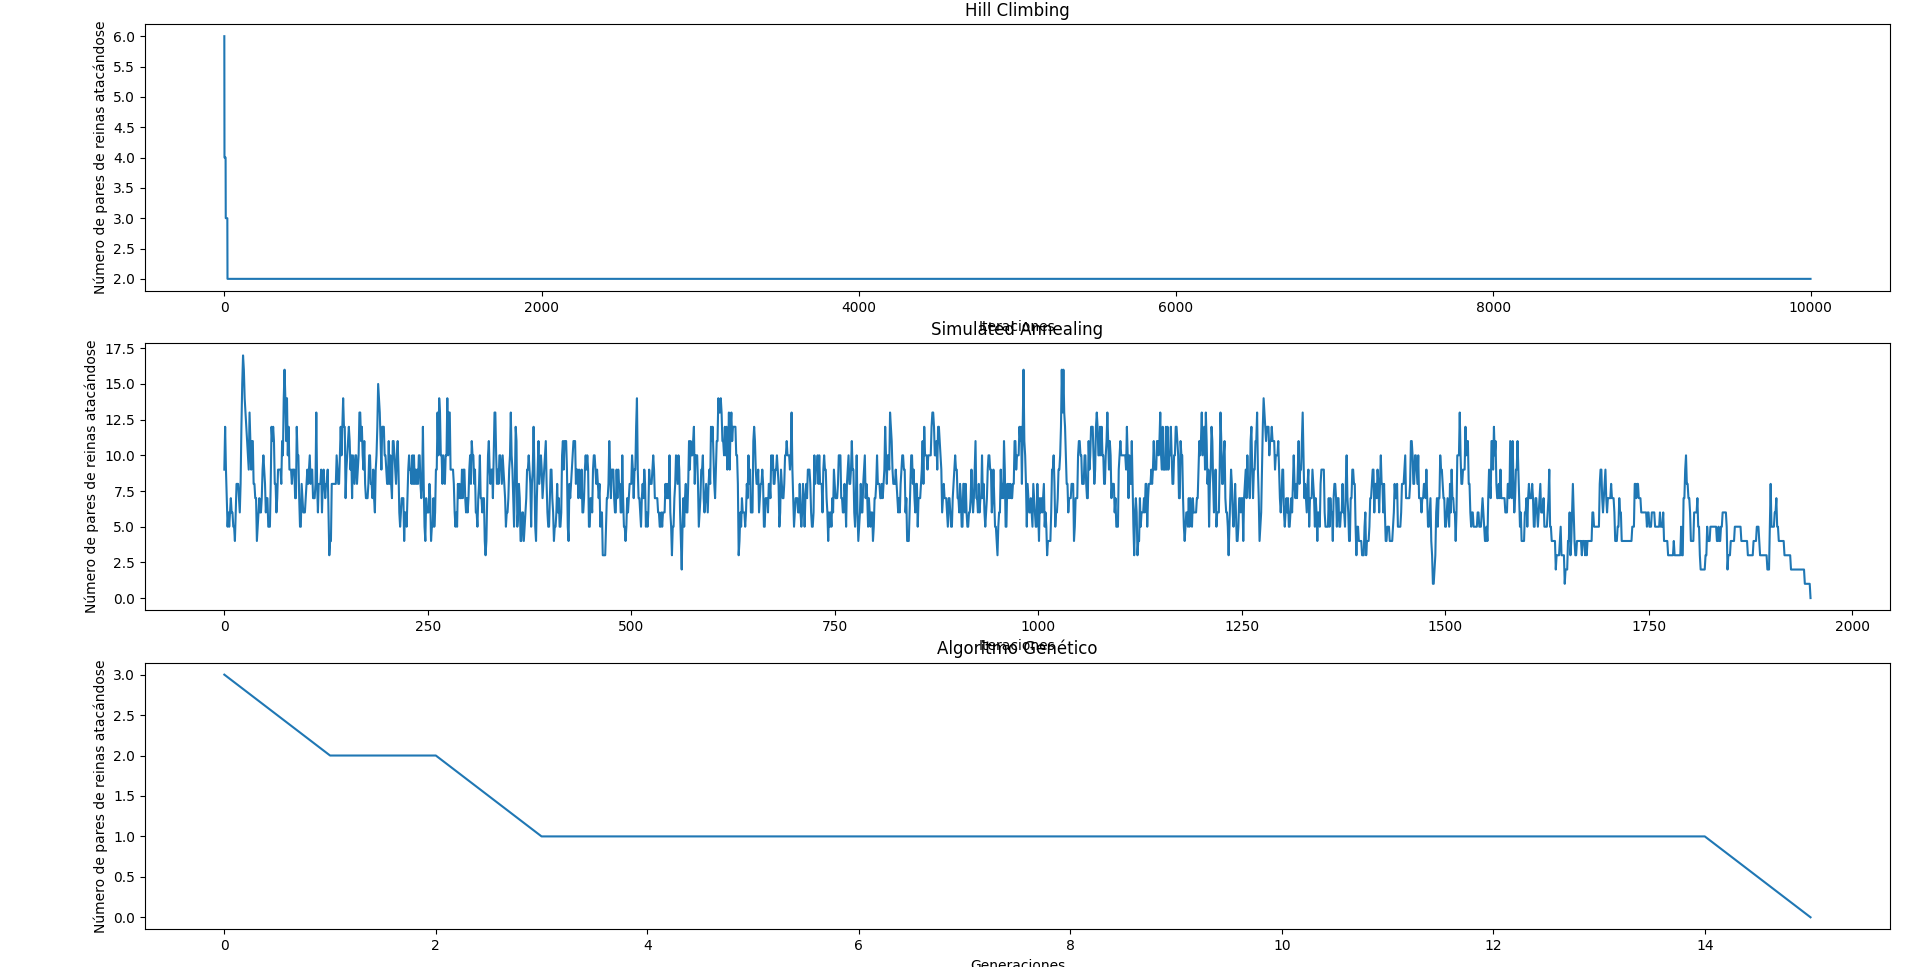 Hill Climbing
Número de pares de reinas atacándose
6.0
5.5
5.0
4.5
4.0
3.5
3.0
2.5
2.0
0 2000 4000 6000 8000 10000
Iteraciones
Simulated Annealing
Número de pares de reinas atacándose
17.5
15.0
12.5
10.0
7.5
5.0
2.5
0.0
0 250 500 750 1000 1250 1500 1750 2000
Iteraciones
Algoritmo Genético
Número de pares de reinas atacándose
3.0
2.5
2.0
1.5
1.0
0.5
0.0
0 2 4 6 8 10 12 14
Generaciones